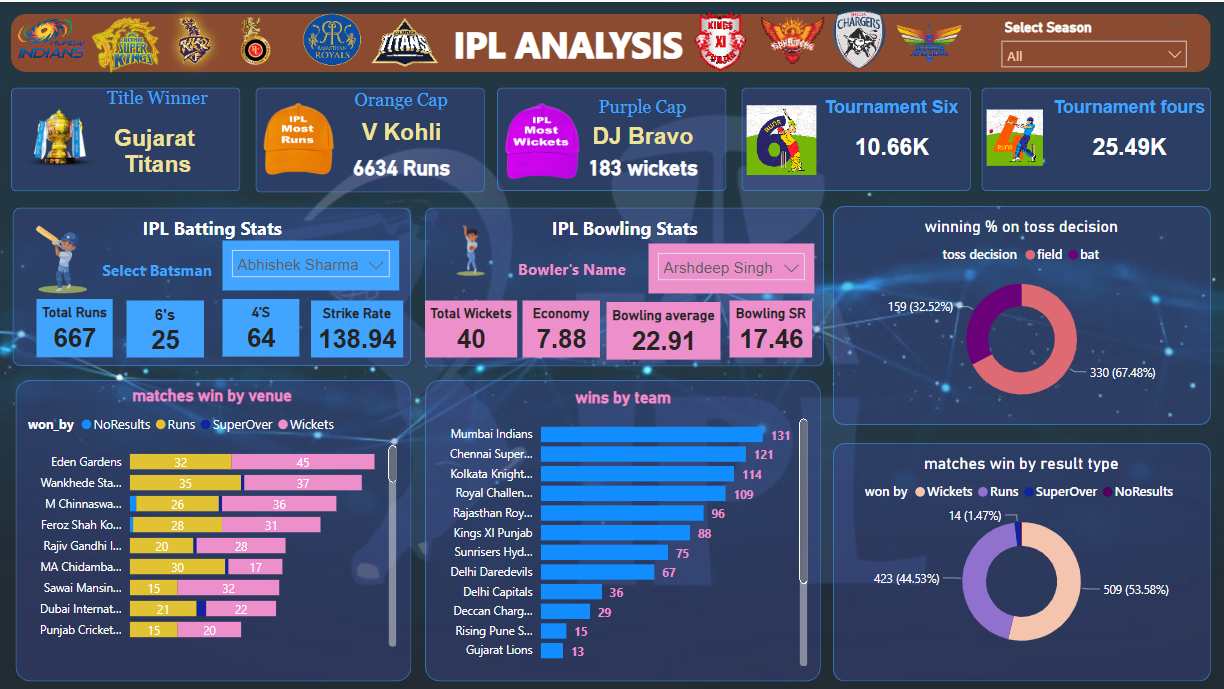 MUMBAI
INDIANS
CHENNAI
SUPER
KINGS
KKR
RAJASTHAN
ROYALS
TITANS
IPL ANALYSIS
KINGS
XI
PUNJAB
CHARGERS
Select Season
All
Title Winner
Gujarat
Titans
IPL
Most
Runs
Orange Cap
V Kohli
6634 Runs
IPL
Most
Wickets
Purple Cap
DJ Bravo
183 wickets
RUNS
6
Tournament Six
10.66K
RUNS
Tournament fours
25.49K
IPL Batting Stats
Select Batsman
Abhishek Sharma
Total Runs
667
6's
25
4'S
64
Strike Rate
138.94
IPL Bowling Stats
Bowler's Name
Arshdeep Singh
Total Wickets
40
Economy
7.88
Bowling average
22.91
Bowling SR
17.46
winning % on toss decision
toss decision field bat
159 (32.52%)
330 (67.48%)
matches win by venue
won_by NoResults Runs SuperOver Wickets
Eden Gardens 32 45
Wankhede Sta... 35 37
M Chinnaswa... 26 36
Feroz Shah Ko... 28 31
Rajiv Gandhi I... 20 28
MA Chidamba... 30 17
Sawai Mansin... 15 32
Dubai Internat... 21 22
Punjab Cricket... 15 20
wins by team
Mumbai Indians 131
Chennai Super... 121
Kolkata Knight... 114
Royal Challen... 109
Rajasthan Roy... 96
Kings XI Punjab 88
Sunrisers Hyd... 75
Delhi Daredevils 67
Delhi Capitals 36
Deccan Charg... 29
Rising Pune S... 15
Gujarat Lions 13
matches win by result type
won by Wickets Runs SuperOver NoResults
14 (1.47%)
423 (44.53%)
509 (53.58%)
IPL